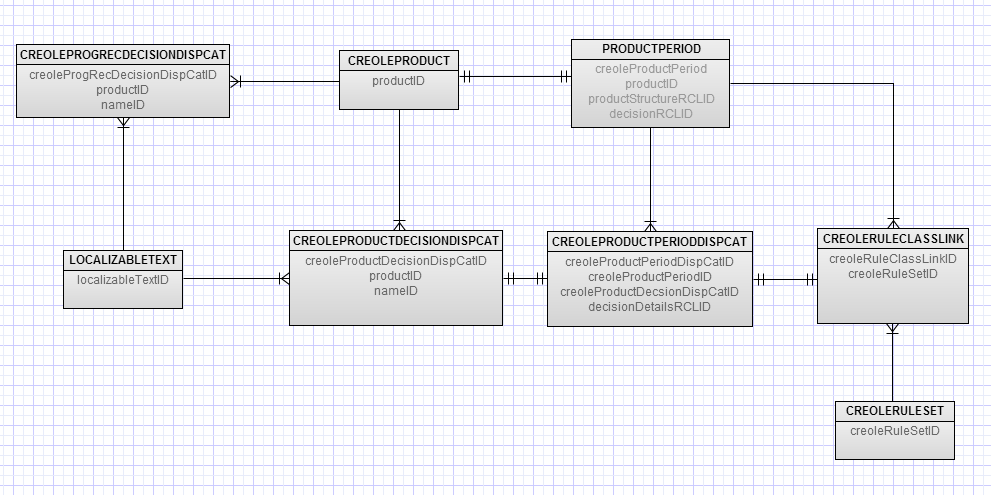 CREOLEPROGRECDECISIONDISPCAT
creoleProgRecDecisionDispCatID
productID
nameID
CREOLEPRODUCT
productID
PRODUCTPERIOD
creoleProductPeriod
productID
productStructureRCLID
decisionRCLID
LOCALIZABLETEXT
localizableTextID
CREOLEPRODUCTDECISIONDISPCAT
creoleProductDecisionDispCatID
productID
nameID
CREOLEPRODUCTPERIODDISPCAT
creoleProductPeriodDispCatID
creoleProductPeriodID
creoleProductDecsionDispCatID
decisionDetailsRCLID
CREOLERULECLASSLINK
creoleRuleClassLinkID
creoleRuleSetID
CREOLERULESET
creoleRuleSetID